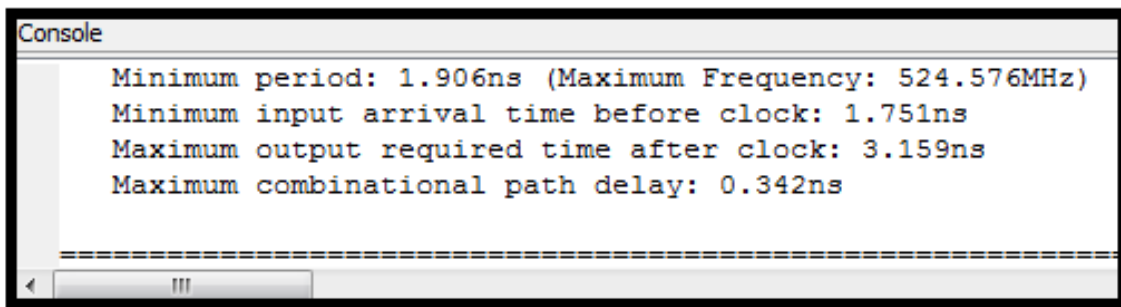 Console
Minimum period: 1.906ns (Maximum Frequency: 524.576MHz)
Minimum input arrival time before clock: 1.751ns
Maximum output required time after clock: 3.159ns
Maximum combinational path delay: 0.342ns
=========================================================